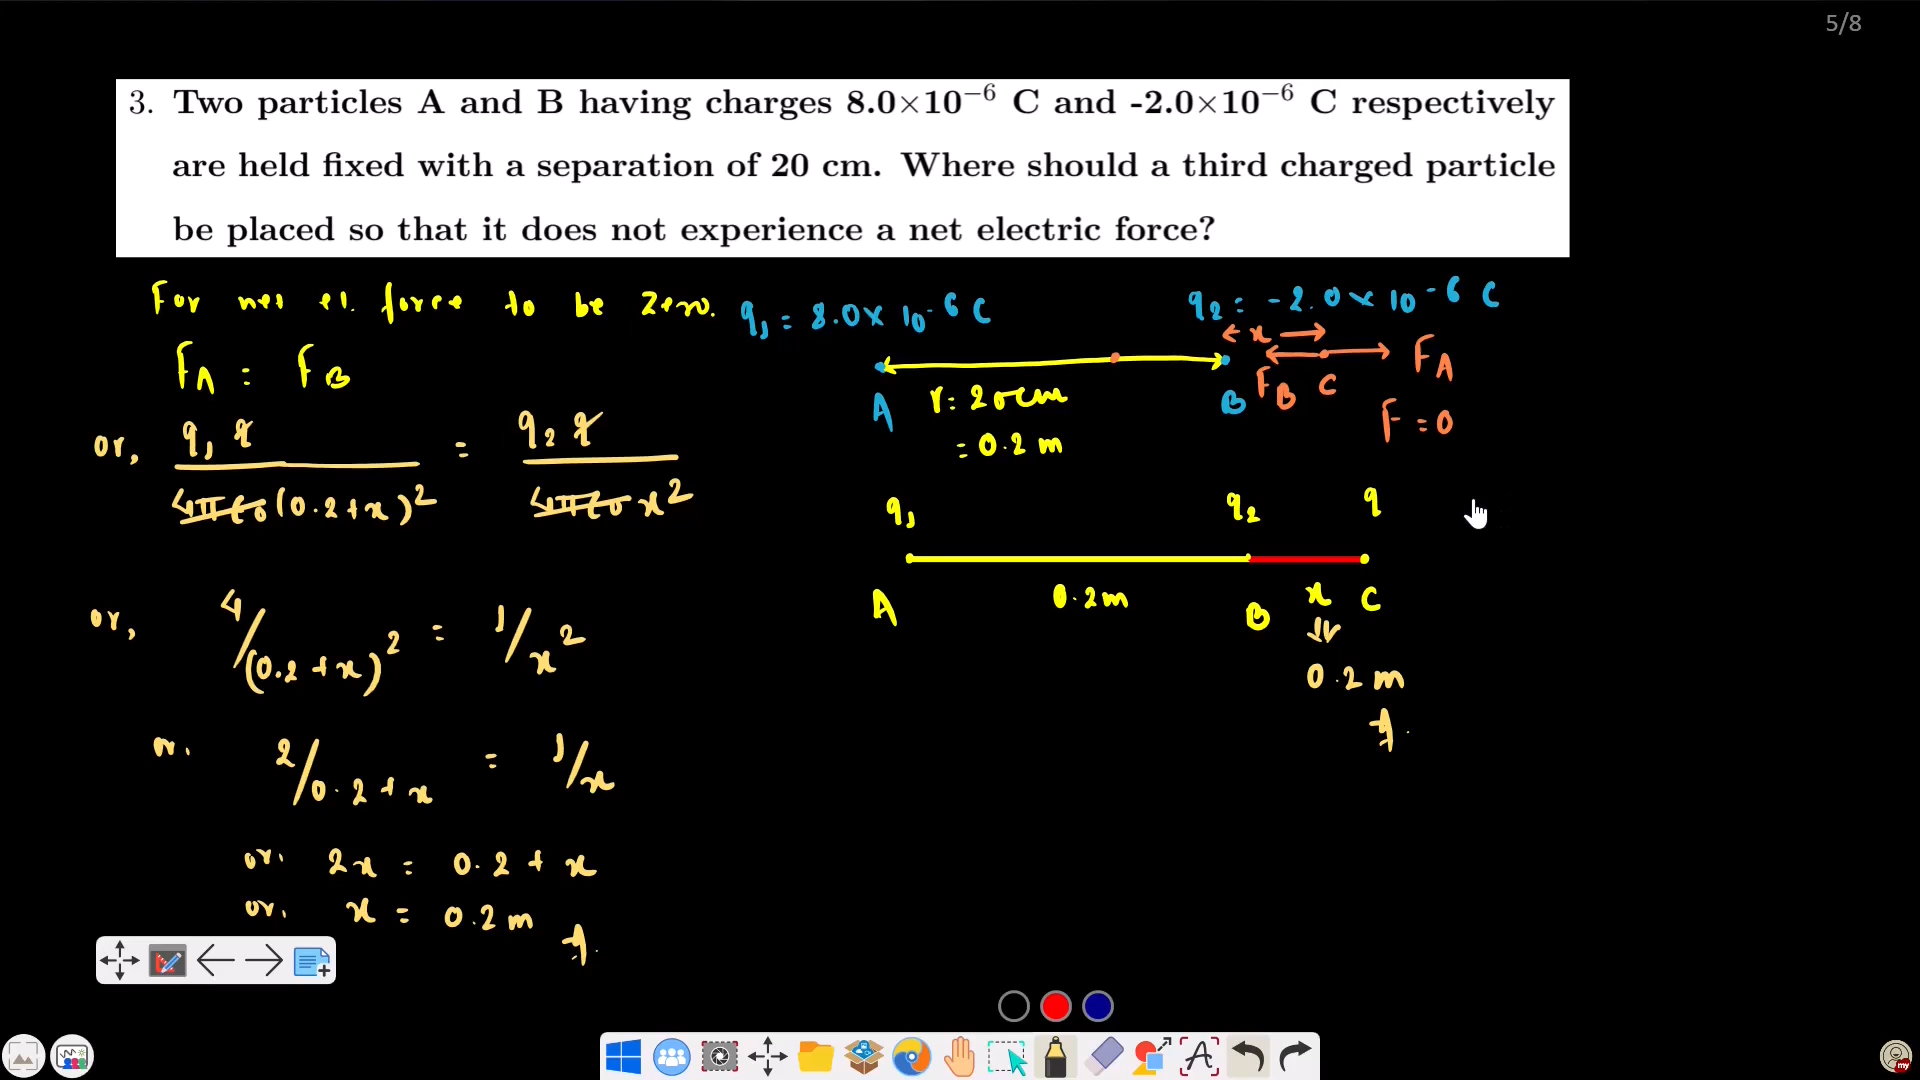 5/8
3. Two particles A and B having charges 8.0×10⁻⁶ C and -2.0×10⁻⁶ C respectively
are held fixed with a separation of 20 cm. Where should a third charged particle
be placed so that it does not experience a net electric force?
For net el. force to be zero.
F_A = F_B
or, q₁ q / 4πε₀ (0.2+x)² = q₂ q / 4πε₀ x²
or, 4/(0.2+x)² = 1/x²
or. 2/0.2+x = 1/x
or. 2x = 0.2 + x
or. x = 0.2 m
q₁ = 8.0× 10⁻⁶ C
q₂ = -2.0× 10⁻⁶ C
x
A B F_B C F_A
r = 20cm
= 0.2 m
F = 0
q₁ q₂ q
A 0.2m B x C
0.2 m
my